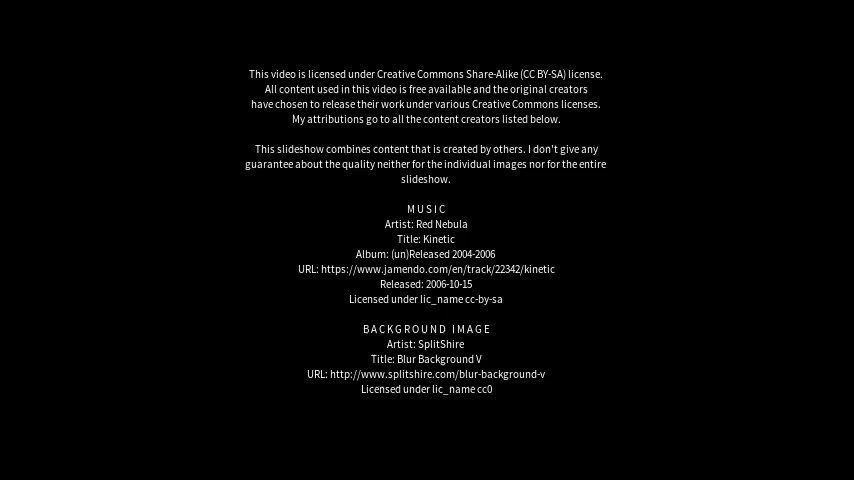 This video is licensed under Creative Commons Share-Alike (CC BY-SA) license.
All content used in this video is free available and the original creators
have chosen to release their work under various Creative Commons licenses.
My attributions go to all the content creators listed below.
This slideshow combines content that is created by others. I don't give any
guarantee about the quality neither for the individual images nor for the entire
slideshow.
MUSIC
Artist: Red Nebula
Title: Kinetic
Album: (un)Released 2004-2006
URL: https://www.jamendo.com/en/track/22342/kinetic
Released: 2006-10-15
Licensed under lic_name cc-by-sa
BACKGROUND IMAGE
Artist: SplitShire
Title: Blur Background V
URL: http://www.splitshire.com/blur-background-v
Licensed under lic_name cc0